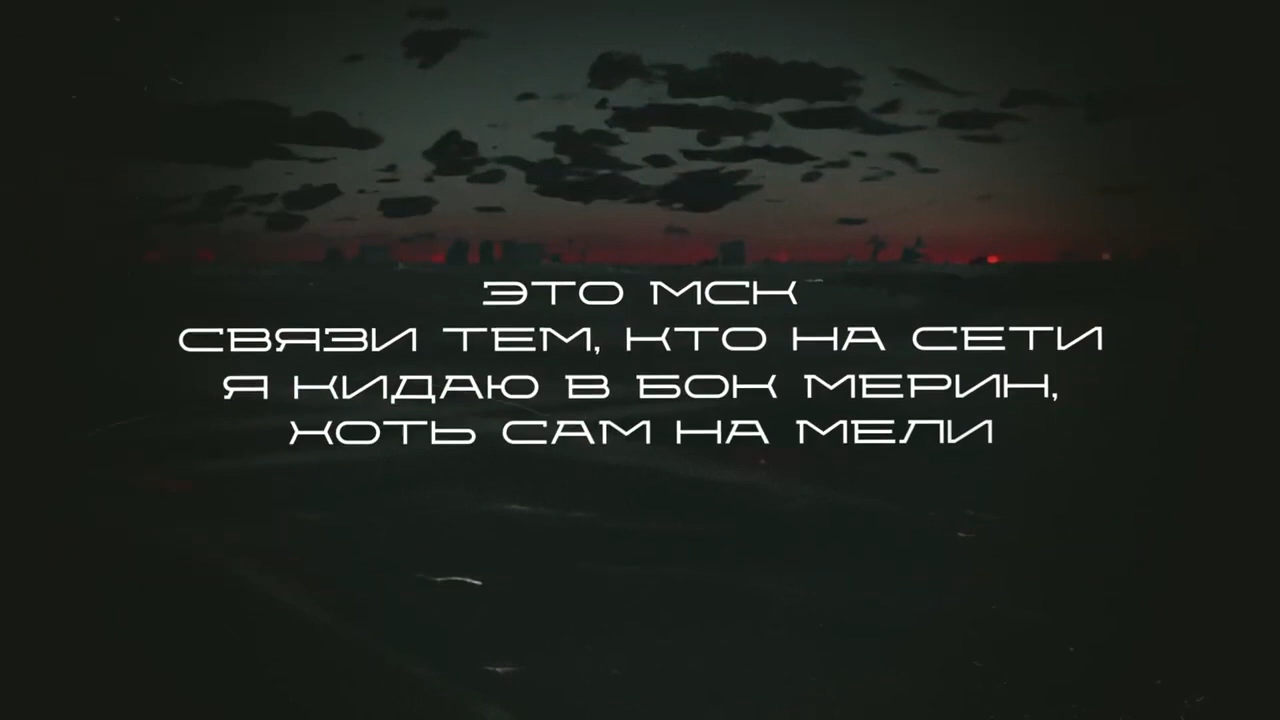 ЭТО МСК
СВЯЗИ ТЕМ, КТО НА СЕТИ
Я КИДАЮ В БОК МЕРИН,
ХОТЬ САМ НА МЕЛИ